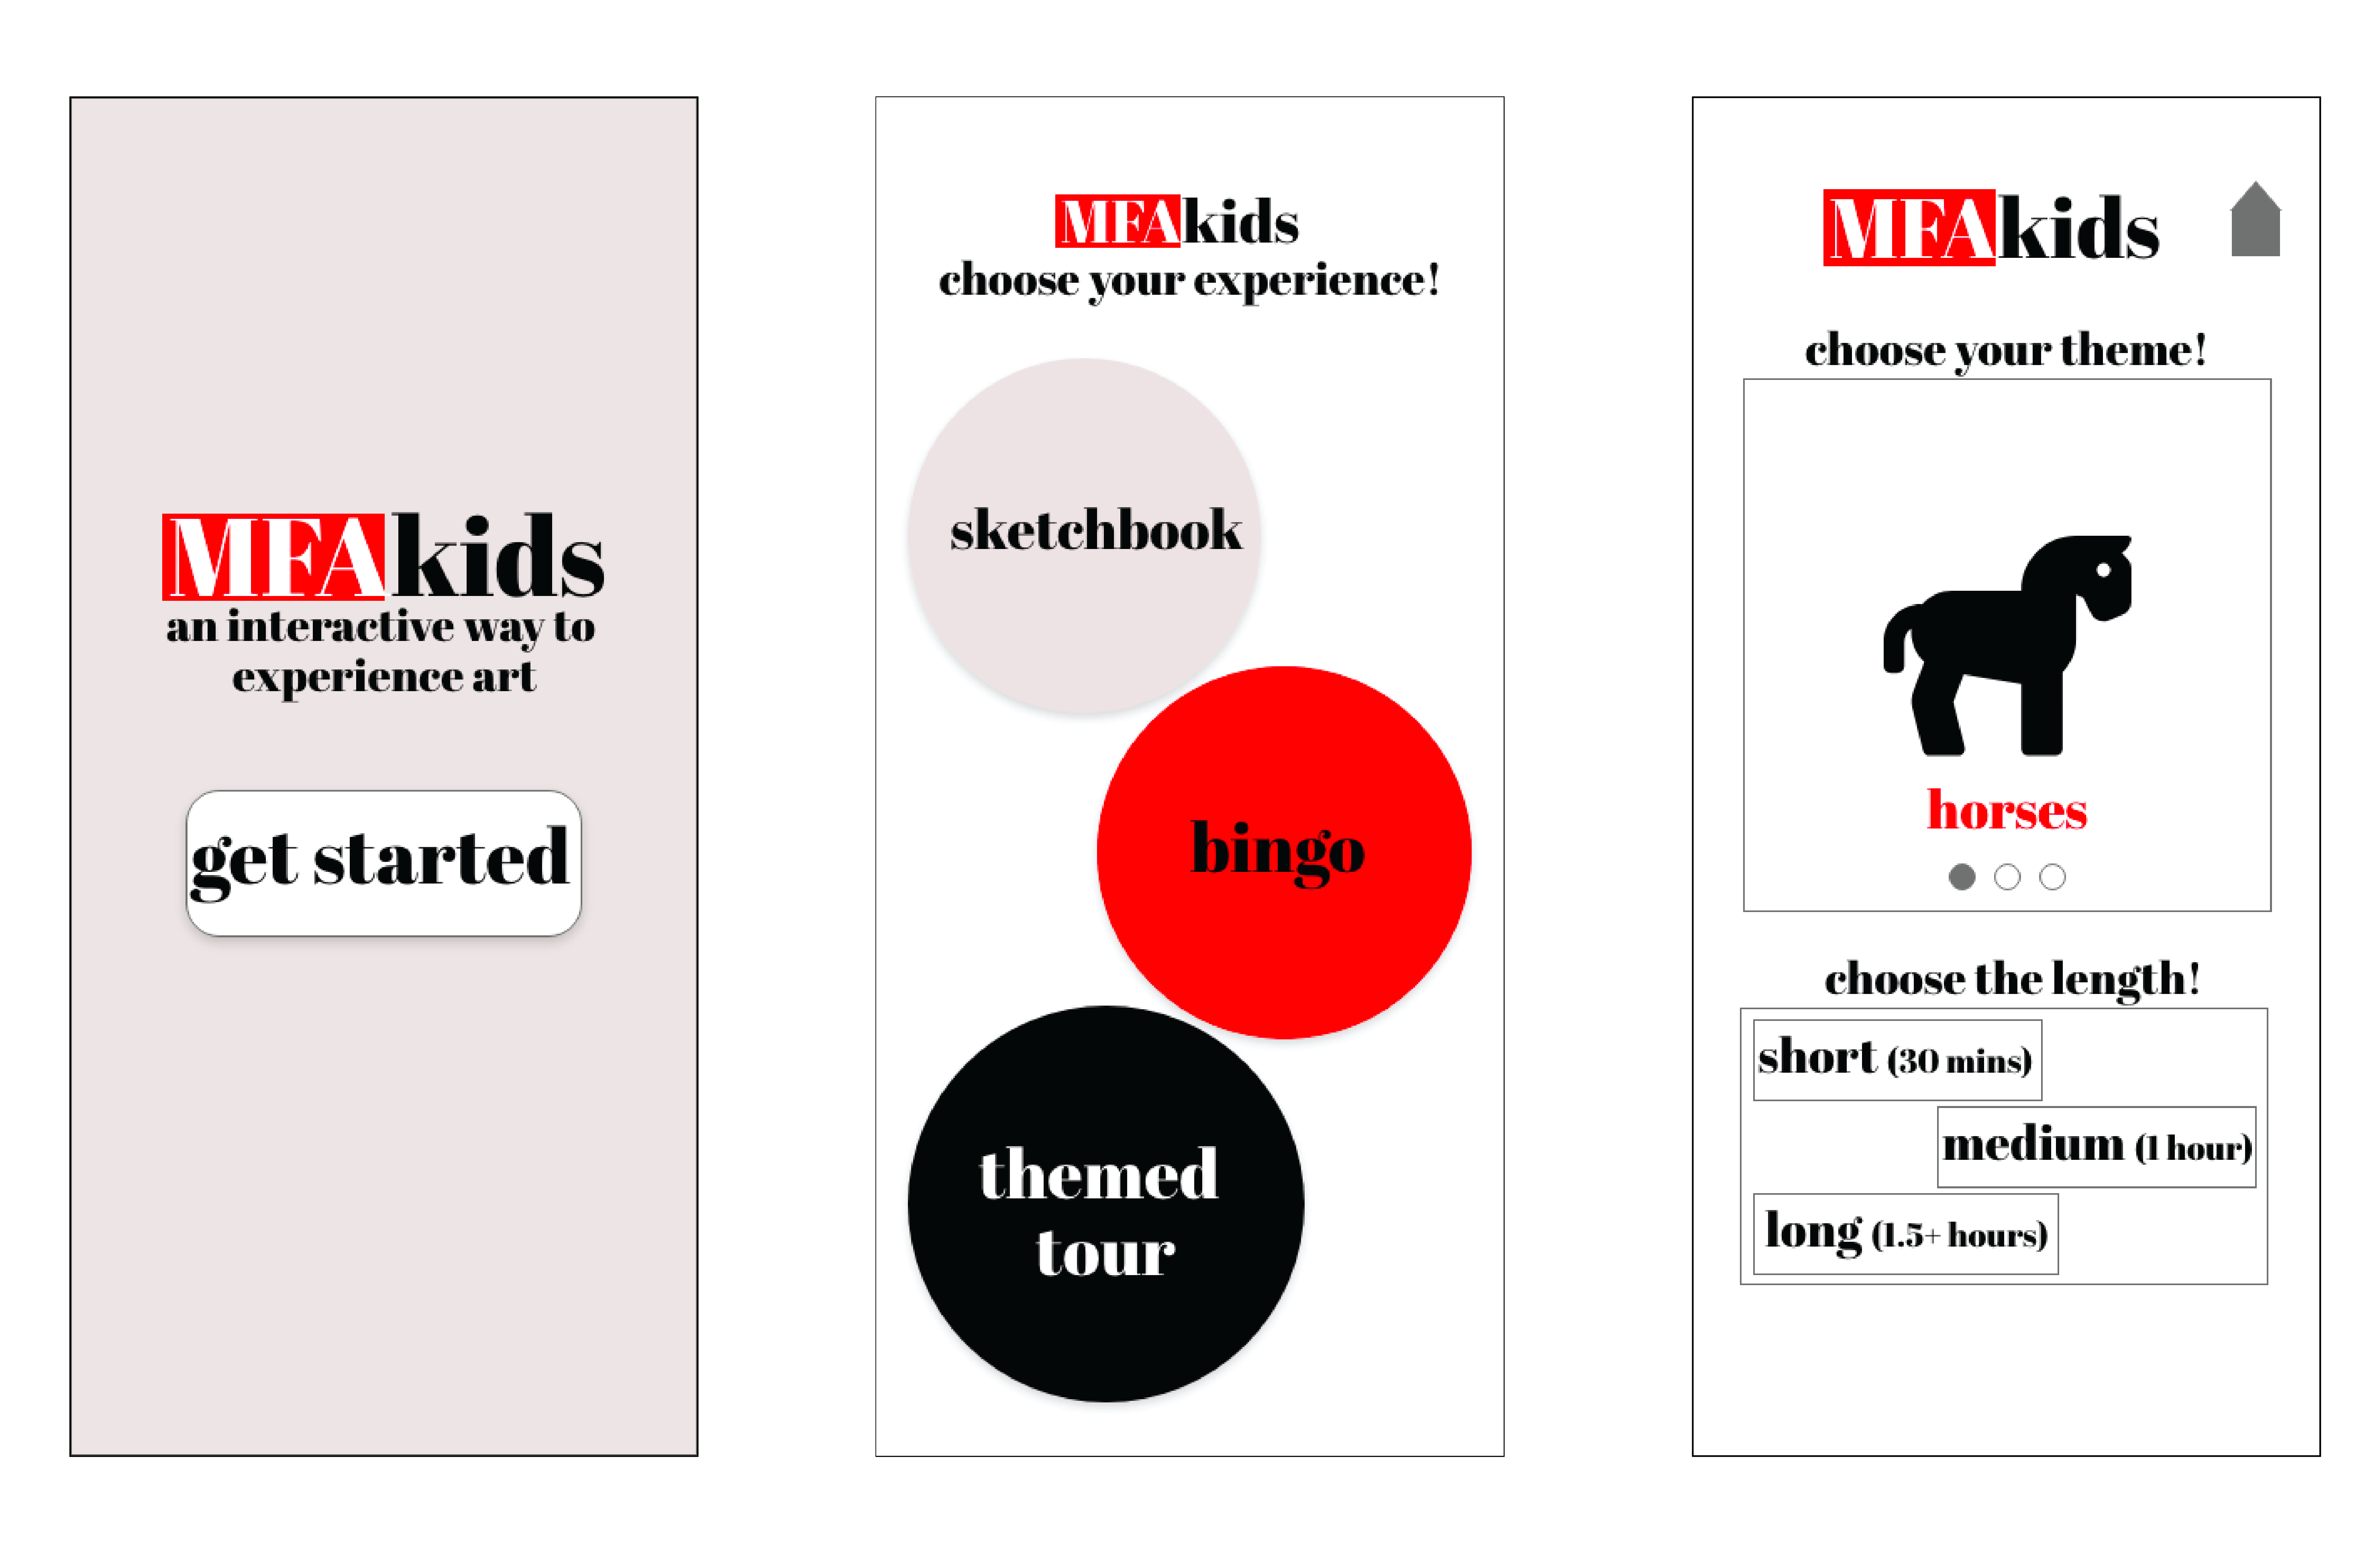 MFAkids
an interactive way to
experience art
get started
MFAkids
choose your experience!
sketchbook
bingo
themed
tour
MFAkids
choose your theme!
horses
choose the length!
short (30 mins)
medium (1 hour)
long (1.5+ hours)